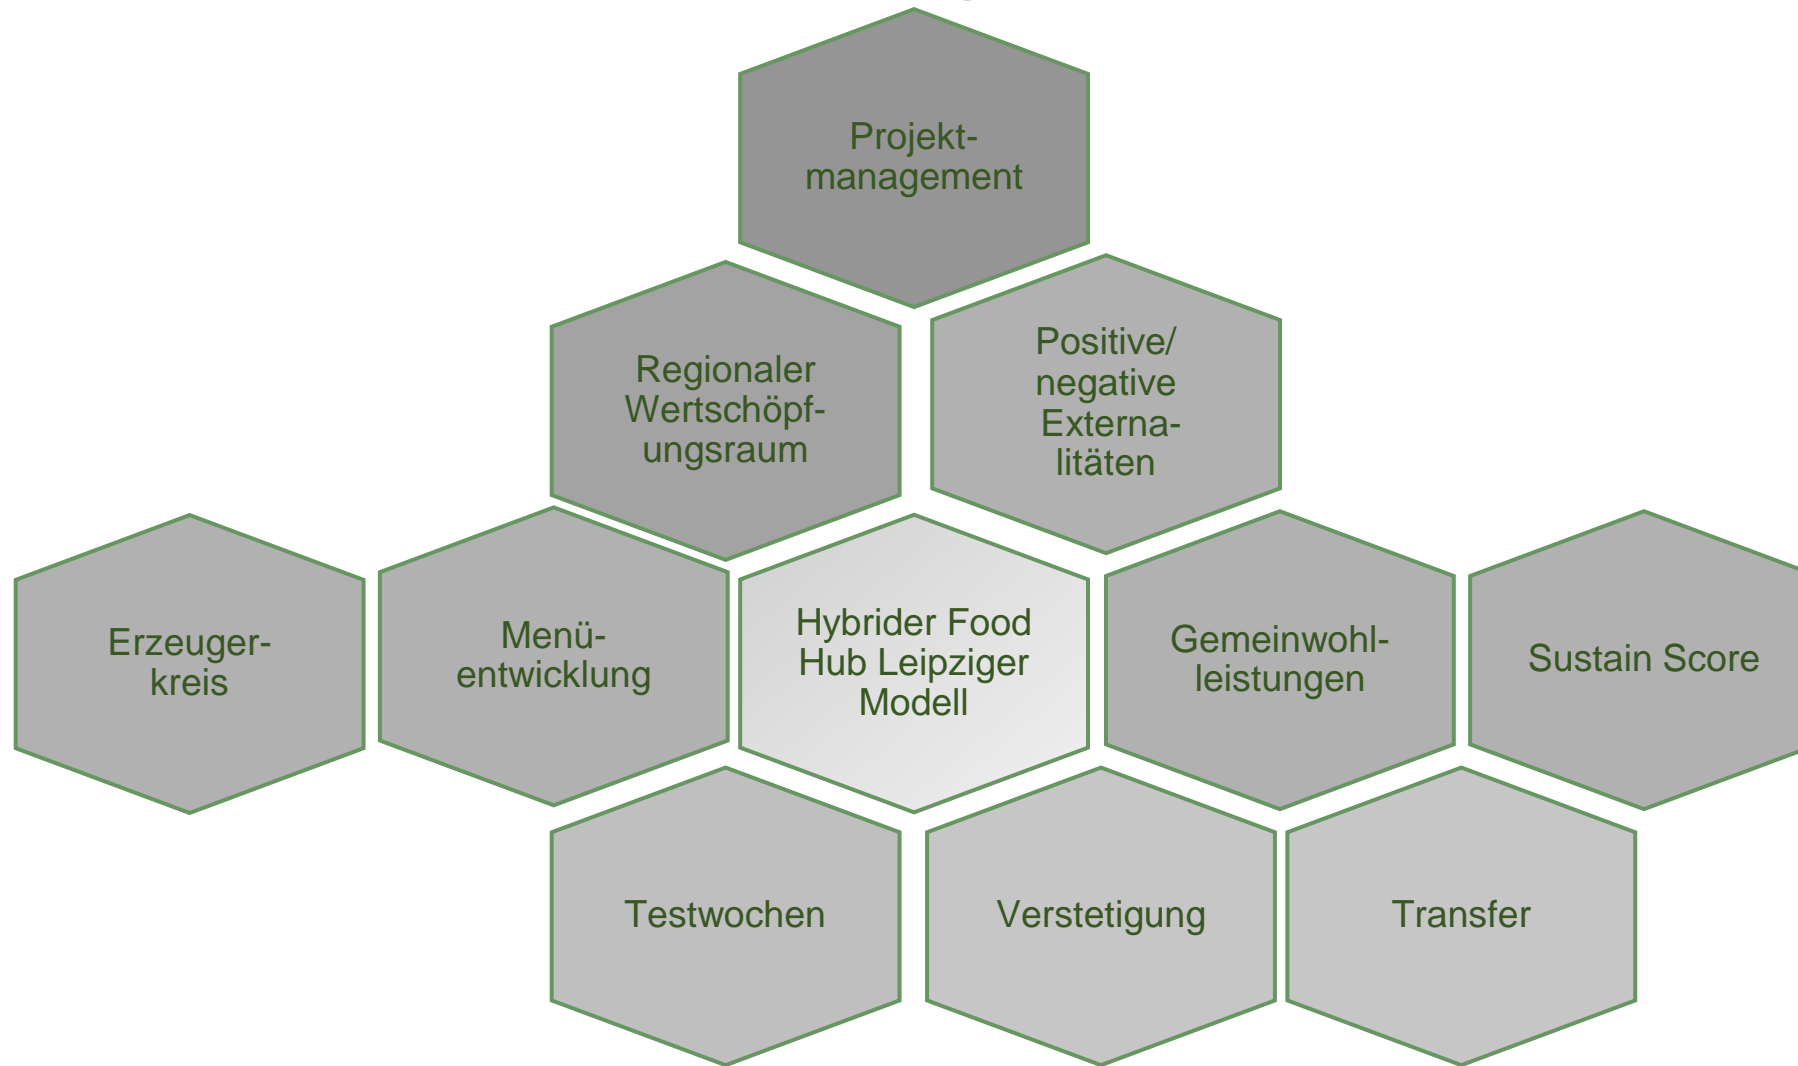 Projekt-
management
Regionaler
Wertschöpf-
ungsraum
Positive/
negative
Externa-
litäten
Erzeuger-
kreis
Menü-
entwicklung
Hybrider Food
Hub Leipziger
Modell
Gemeinwohl-
leistungen
Sustain Score
Testwochen
Verstetigung
Transfer